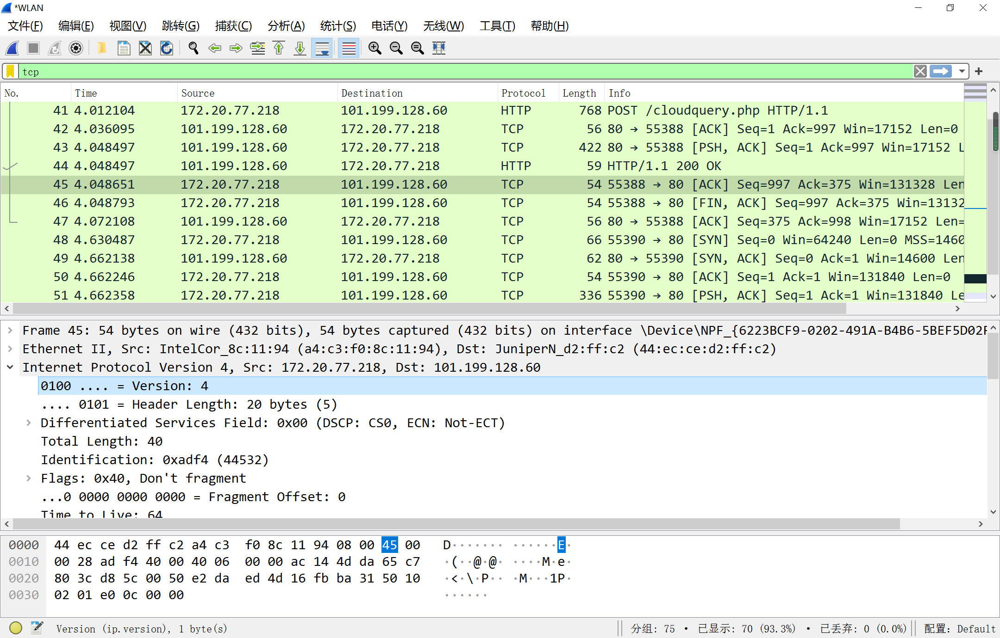 *WLAN
文件(F) 编辑(E) 视图(V) 跳转(G) 捕获(C) 分析(A) 统计(S) 电话(Y) 无线(W) 工具(T) 帮助(H)
tcp
No. Time Source Destination Protocol Length Info
41 4.012104 172.20.77.218 101.199.128.60 HTTP 768 POST /cloudquery.php HTTP/1.1
42 4.036095 101.199.128.60 172.20.77.218 TCP 56 80 → 55388 [ACK] Seq=1 Ack=997 Win=17152 Len=0
43 4.048497 101.199.128.60 172.20.77.218 TCP 422 80 → 55388 [PSH, ACK] Seq=1 Ack=997 Win=17152 L
44 4.048497 101.199.128.60 172.20.77.218 HTTP 59 HTTP/1.1 200 OK
45 4.048651 172.20.77.218 101.199.128.60 TCP 54 55388 → 80 [ACK] Seq=997 Ack=375 Win=131328 Len
46 4.048793 172.20.77.218 101.199.128.60 TCP 54 55388 → 80 [FIN, ACK] Seq=997 Ack=375 Win=13132
47 4.072108 101.199.128.60 172.20.77.218 TCP 56 80 → 55388 [ACK] Seq=375 Ack=998 Win=17152 Len=
48 4.630487 172.20.77.218 101.199.128.60 TCP 66 55390 → 80 [SYN] Seq=0 Win=64240 Len=0 MSS=1460
49 4.662138 101.199.128.60 172.20.77.218 TCP 62 80 → 55390 [SYN, ACK] Seq=0 Ack=1 Win=14600 Len
50 4.662246 172.20.77.218 101.199.128.60 TCP 54 55390 → 80 [ACK] Seq=1 Ack=1 Win=131840 Len=0
51 4.662358 172.20.77.218 101.199.128.60 TCP 336 55390 → 80 [PSH, ACK] Seq=1 Ack=1 Win=131840 Le
Frame 45: 54 bytes on wire (432 bits), 54 bytes captured (432 bits) on interface \Device\NPF_{6223BCF9-0202-491A-B4B6-5BEF5D02F
Ethernet II, Src: IntelCor_8c:11:94 (a4:c3:f0:8c:11:94), Dst: JuniperN_d2:ff:c2 (44:ec:ce:d2:ff:c2)
Internet Protocol Version 4, Src: 172.20.77.218, Dst: 101.199.128.60
0100 .... = Version: 4
.... 0101 = Header Length: 20 bytes (5)
Differentiated Services Field: 0x00 (DSCP: CS0, ECN: Not-ECT)
Total Length: 40
Identification: 0xadf4 (44532)
Flags: 0x40, Don't fragment
...0 0000 0000 0000 = Fragment Offset: 0
Time to Live: 64
0000 44 ec ce d2 ff c2 a4 c3 f0 8c 11 94 08 00 45 00 D······· ······E·
0010 00 28 ad f4 40 00 40 06 00 00 ac 14 4d da 65 c7 ·(··@·@· ····M·e·
0020 80 3c d8 5c 00 50 e2 da ed 4d 16 fb ba 31 50 10 ·<·\·P·· ·M···1P·
0030 02 01 e0 0c 00 00 ······
Version (ip.version), 1 byte(s) 分组: 75 · 已显示: 70 (93.3%) · 已丢弃: 0 (0.0%) 配置: Default